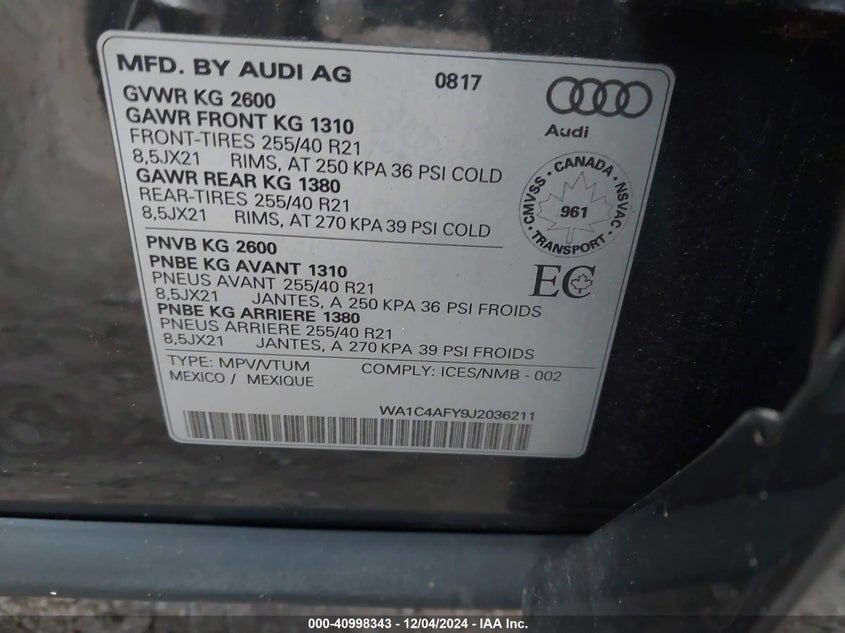 MFD. BY AUDI AG 0817
GVWR KG 2600
GAWR FRONT KG 1310
FRONT-TIRES 255/40 R21
8,5JX21 RIMS, AT 250 KPA 36 PSI COLD
GAWR REAR KG 1380
REAR-TIRES 255/40 R21
8,5JX21 RIMS, AT 270 KPA 39 PSI COLD
Audi
CMVSS · CANADA · NSVAC
961
TRANSPORT
EC
PNVB KG 2600
PNBE KG AVANT 1310
PNEUS AVANT 255/40 R21
8,5JX21 JANTES, A 250 KPA 36 PSI FROIDS
PNBE KG ARRIERE 1380
PNEUS ARRIERE 255/40 R21
8,5JX21 JANTES, A 270 KPA 39 PSI FROIDS
TYPE: MPV/VTUM COMPLY: ICES/NMB - 002
MEXICO / MEXIQUE
WA1C4AFY9J2036211
000-40998343 - 12/04/2024 - IAA Inc.